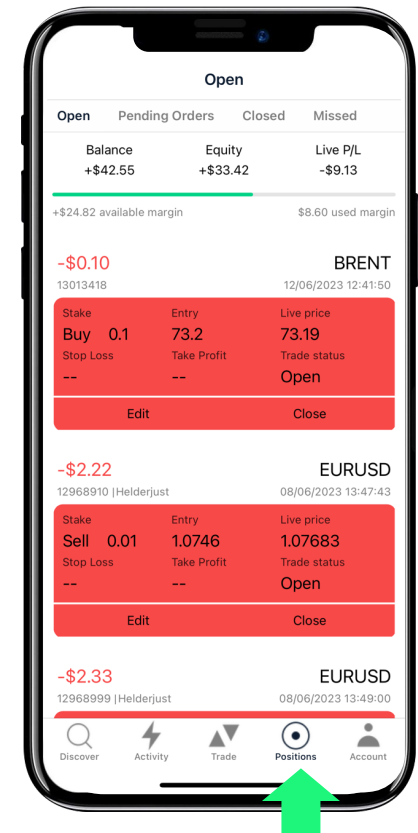 Open
Open Pending Orders Closed Missed
Balance Equity Live P/L
+$42.55 +$33.42 -$9.13
+$24.82 available margin $8.60 used margin
-$0.10 BRENT
13013418 12/06/2023 12:41:50
Stake Entry Live price
Buy 0.1 73.2 73.19
Stop Loss Take Profit Trade status
-- -- Open
Edit Close
-$2.22 EURUSD
12968910 |Helderjust 08/06/2023 13:47:43
Stake Entry Live price
Sell 0.01 1.0746 1.07683
Stop Loss Take Profit Trade status
-- -- Open
Edit Close
-$2.33 EURUSD
12968999 |Helderjust 08/06/2023 13:49:00
Discover Activity Trade Positions Account